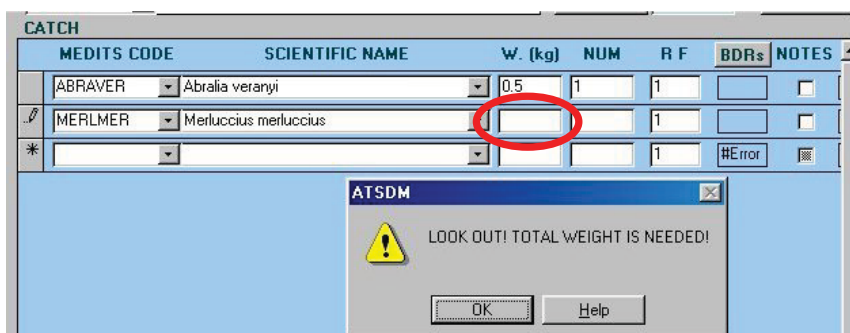 CATCH
MEDITS CODE SCIENTIFIC NAME W. (kg) NUM R F BDRs NOTES
ABRAVER Abralia veranyi 0.5 1 1
MERLMER Merluccius merluccius 1
* 1 #Error
ATSDM
LOOK OUT! TOTAL WEIGHT IS NEEDED!
OK Help